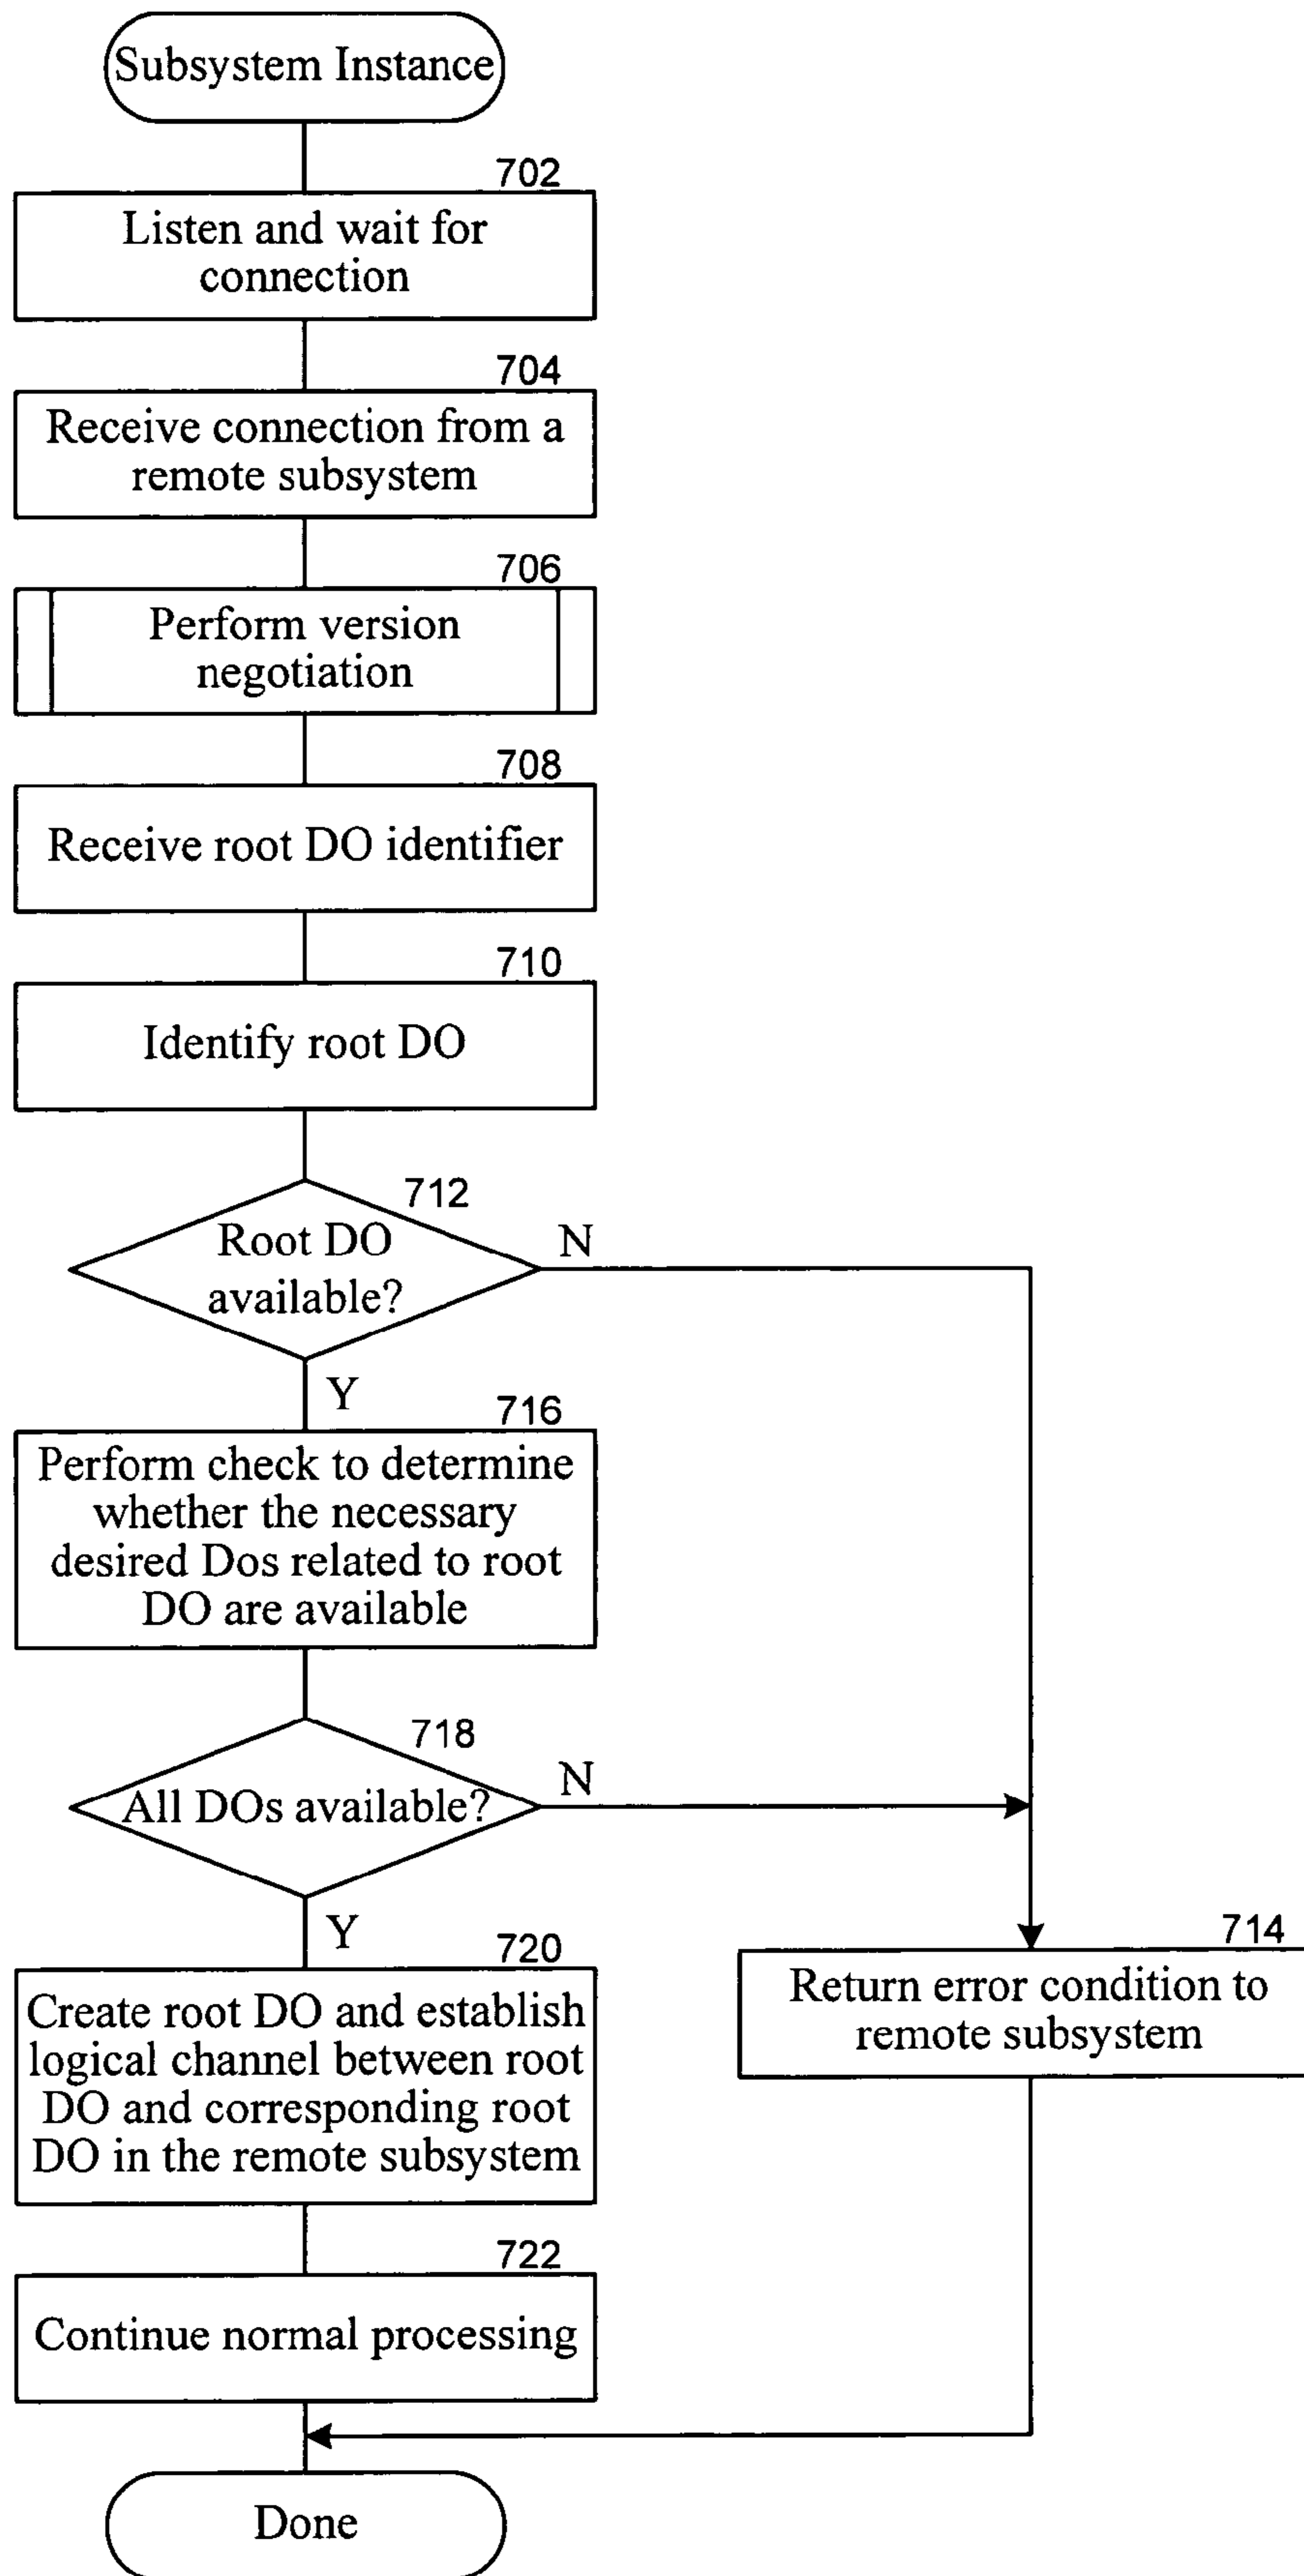 Subsystem Instance
702
Listen and wait for
connection
704
Receive connection from a
remote subsystem
706
Perform version
negotiation
708
Receive root DO identifier
710
Identify root DO
712
Root DO
available?
N
Y
716
Perform check to determine
whether the necessary
desired Dos related to root
DO are available
718
All DOs available?
N
Y
714
Return error condition to
remote subsystem
720
Create root DO and establish
logical channel between root
DO and corresponding root
DO in the remote subsystem
722
Continue normal processing
Done